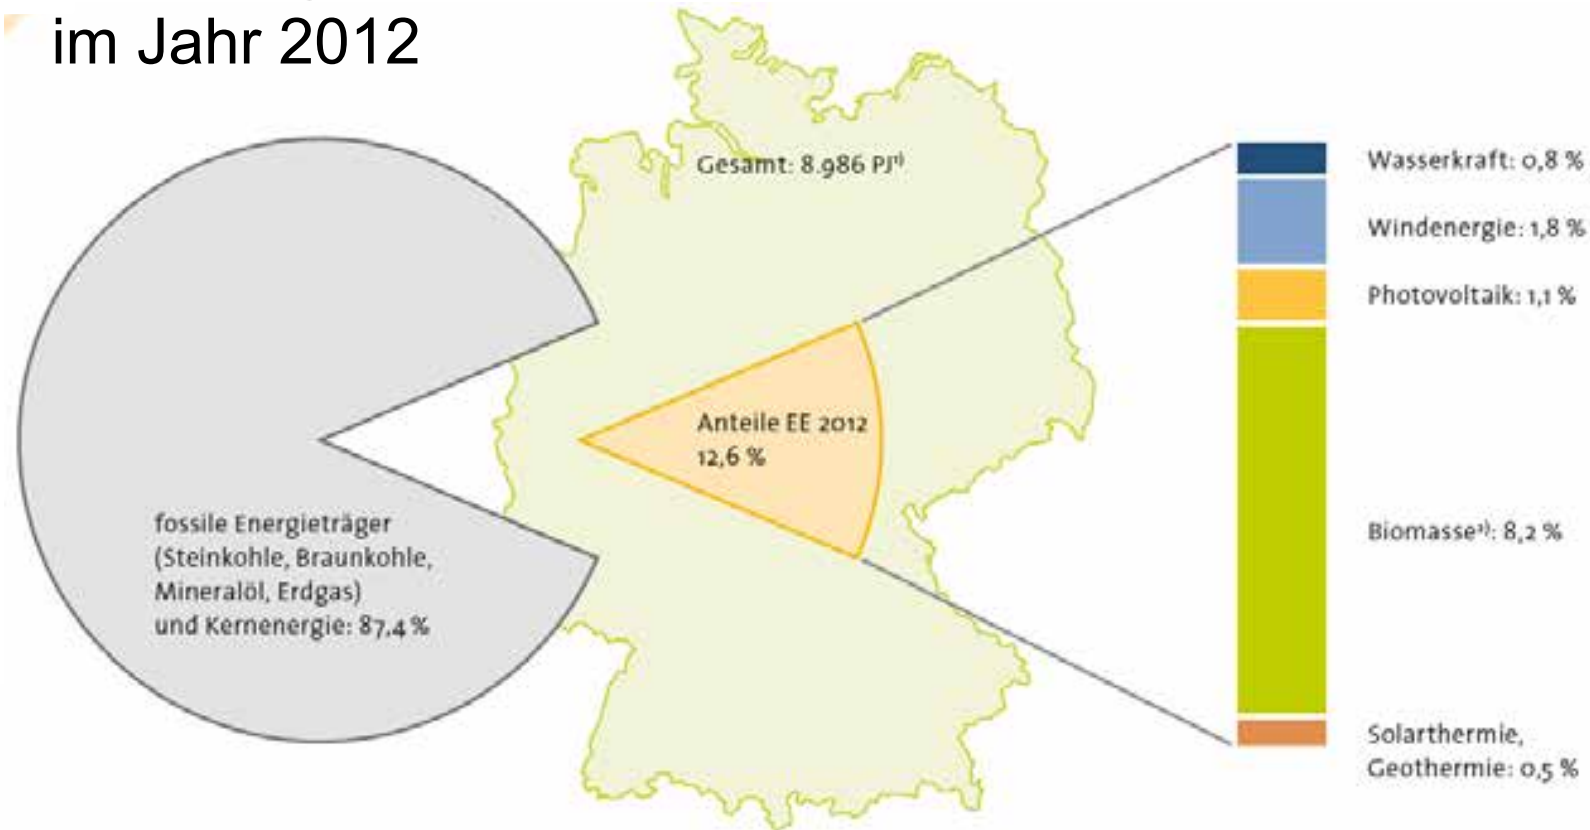 im Jahr 2012
Gesamt: 8.986 PJ¹⁾
Wasserkraft: 0,8 %
Windenergie: 1,8 %
Photovoltaik: 1,1 %
Anteile EE 2012
12,6 %
fossile Energieträger
(Steinkohle, Braunkohle,
Mineralöl, Erdgas)
und Kernenergie: 87,4 %
Biomasse²⁾: 8,2 %
Solarthermie,
Geothermie: 0,5 %